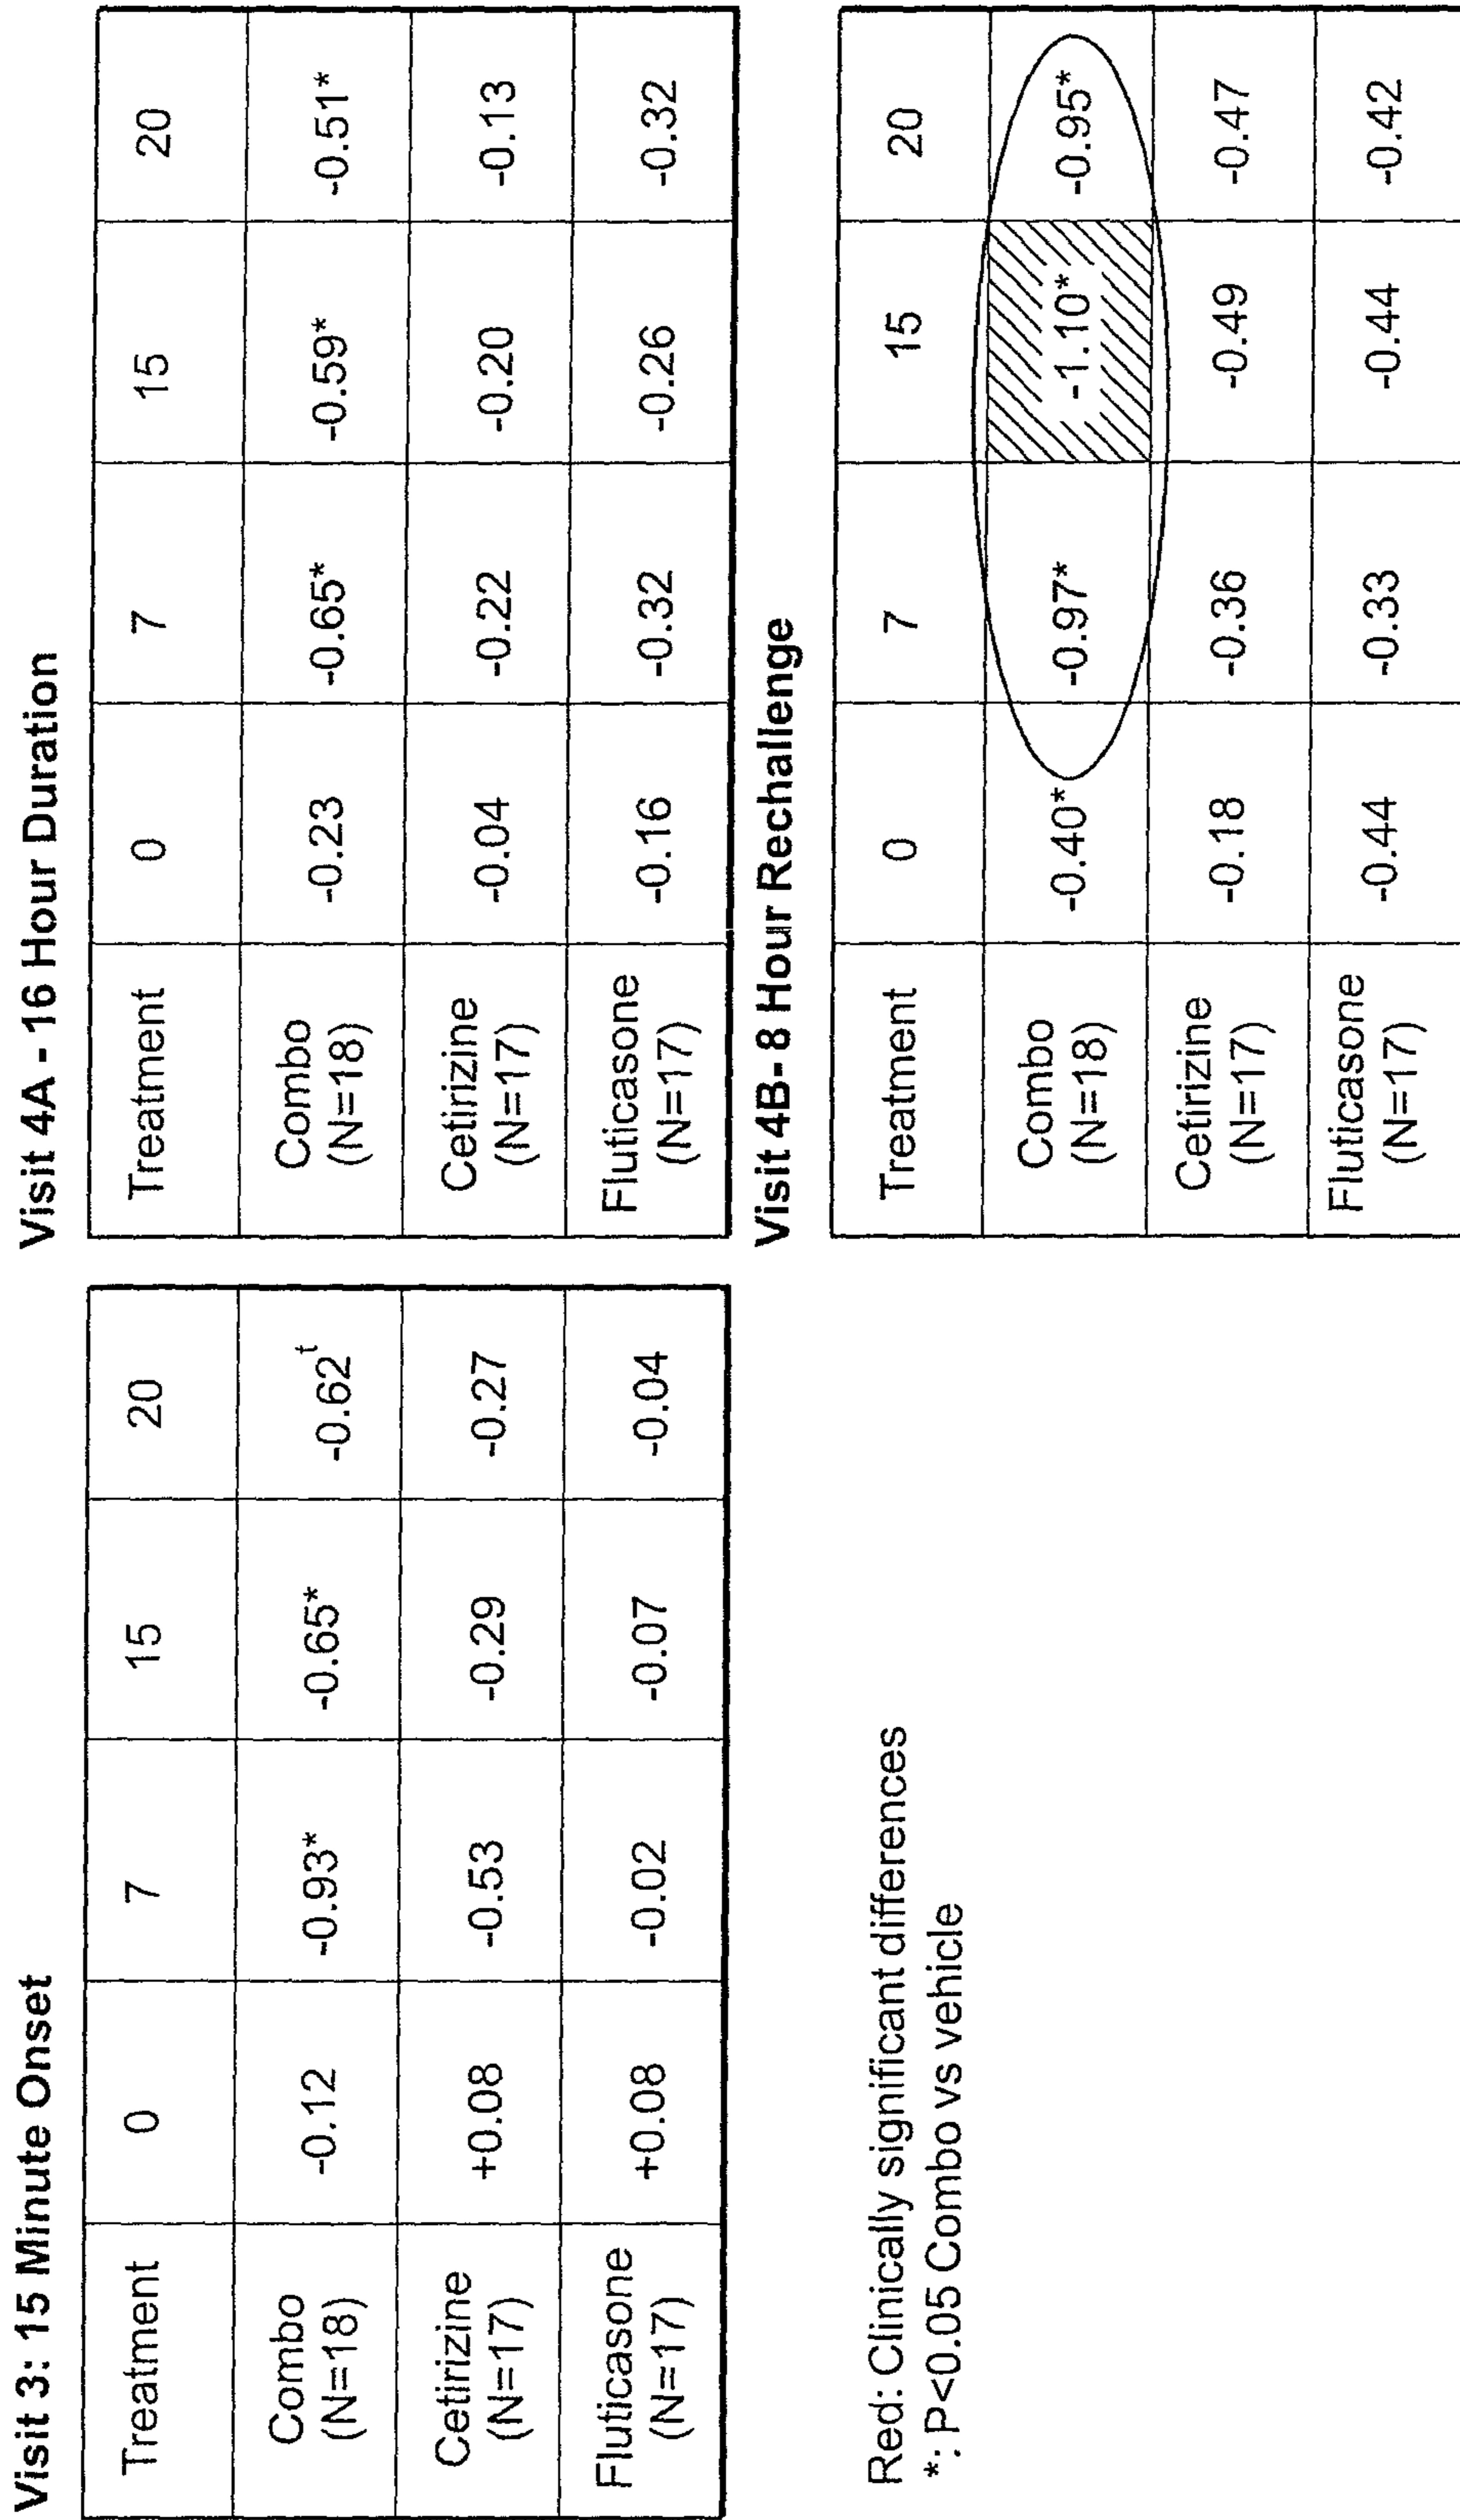 Visit 3: 15 Minute Onset
Treatment 0 7 15 20
Combo
(N=18) -0.12 -0.93* -0.65* -0.62t
Cetirizine
(N=17) +0.08 -0.53 -0.29 -0.27
Fluticasone
(N=17) +0.08 -0.02 -0.07 -0.04
Visit 4A - 16 Hour Duration
Treatment 0 7 15 20
Combo
(N=18) -0.23 -0.65* -0.59* -0.51*
Cetirizine
(N=17) -0.04 -0.22 -0.20 -0.13
Fluticasone
(N=17) -0.16 -0.32 -0.26 -0.32
Visit 4B- 8 Hour Rechallenge
Treatment 0 7 15 20
Combo
(N=18) -0.40* -0.97* -1.10* -0.95*
Cetirizine
(N=17) -0.18 -0.36 -0.49 -0.47
Fluticasone
(N=17) -0.44 -0.33 -0.44 -0.42
Red: Clinically significant differences
*: P<0.05 Combo vs vehicle